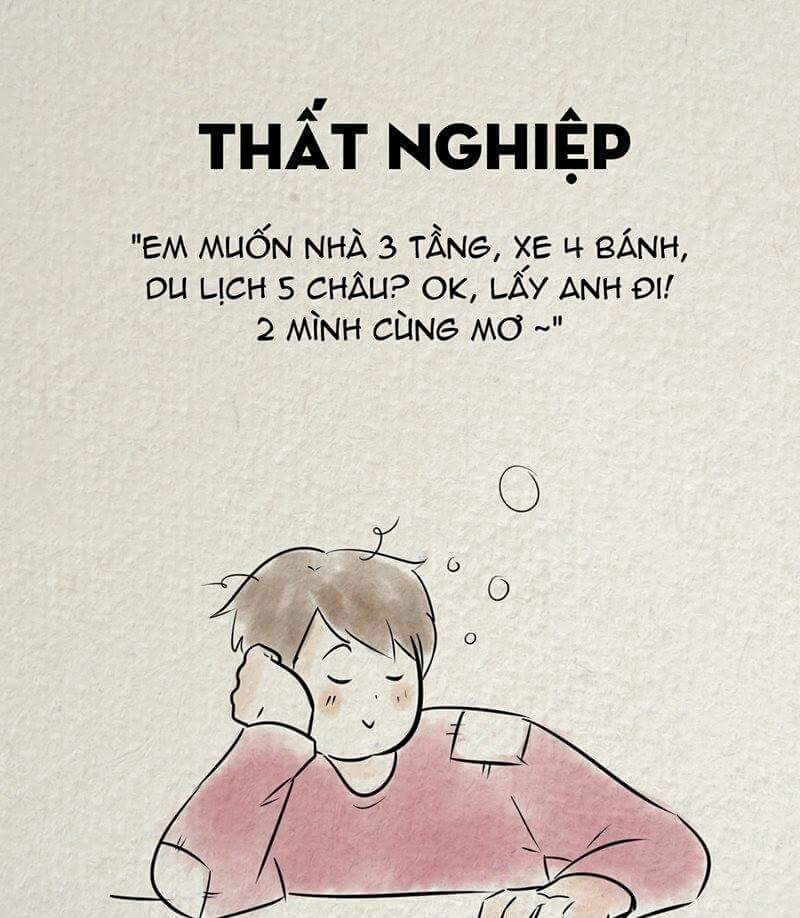 THẤT NGHIỆP
"EM MUỐN NHÀ 3 TẦNG, XE 4 BÁNH,
DU LỊCH 5 CHÂU? OK, LẤY ANH ĐI!
2 MÌNH CÙNG MƠ ~"